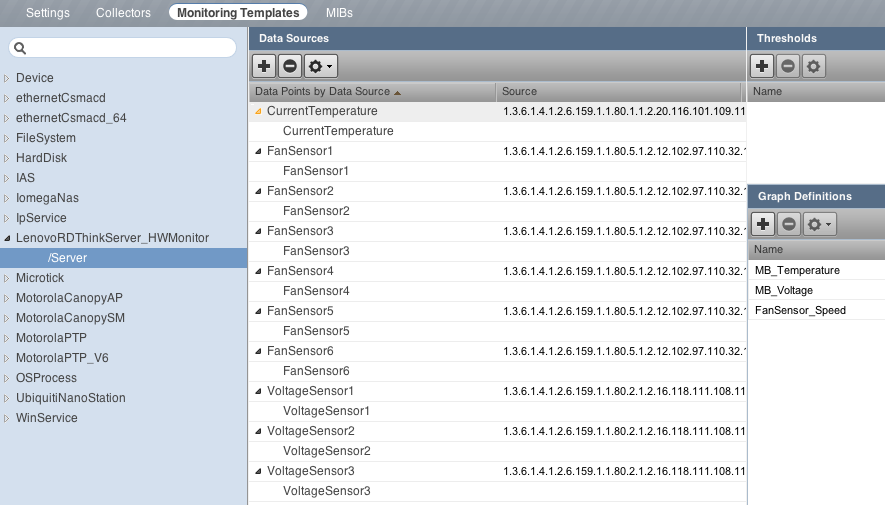 Settings Collectors Monitoring Templates MIBs
Device
ethernetCsmacd
ethernetCsmacd_64
FileSystem
HardDisk
IAS
IomegaNas
IpService
LenovoRDThinkServer_HWMonitor
/Server
Microtick
MotorolaCanopyAP
MotorolaCanopySM
MotorolaPTP
MotorolaPTP_V6
OSProcess
UbiquitiNanoStation
WinService
Data Sources
Data Points by Data Source Source
CurrentTemperature 1.3.6.1.4.1.2.6.159.1.1.80.1.1.2.20.116.101.109.11
CurrentTemperature
FanSensor1 1.3.6.1.4.1.2.6.159.1.1.80.5.1.2.12.102.97.110.32.1
FanSensor1
FanSensor2 1.3.6.1.4.1.2.6.159.1.1.80.5.1.2.12.102.97.110.32.1
FanSensor2
FanSensor3 1.3.6.1.4.1.2.6.159.1.1.80.5.1.2.12.102.97.110.32.1
FanSensor3
FanSensor4 1.3.6.1.4.1.2.6.159.1.1.80.5.1.2.12.102.97.110.32.1
FanSensor4
FanSensor5 1.3.6.1.4.1.2.6.159.1.1.80.5.1.2.12.102.97.110.32.1
FanSensor5
FanSensor6 1.3.6.1.4.1.2.6.159.1.1.80.5.1.2.12.102.97.110.32.1
FanSensor6
VoltageSensor1 1.3.6.1.4.1.2.6.159.1.1.80.2.1.2.16.118.111.108.11
VoltageSensor1
VoltageSensor2 1.3.6.1.4.1.2.6.159.1.1.80.2.1.2.16.118.111.108.11
VoltageSensor2
VoltageSensor3 1.3.6.1.4.1.2.6.159.1.1.80.2.1.2.16.118.111.108.11
VoltageSensor3
Thresholds
Name
Graph Definitions
Name
MB_Temperature
MB_Voltage
FanSensor_Speed